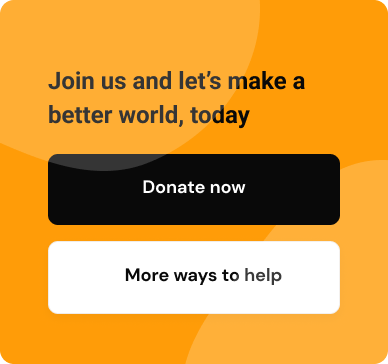 Join us and let’s make a
better world, today
Donate now
More ways to help